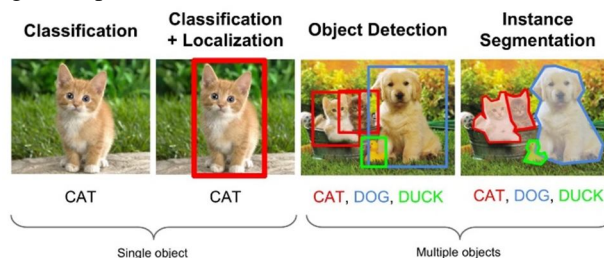 Classification
Classification
+ Localization
Object Detection
Instance
Segmentation
CAT
CAT
CAT, DOG, DUCK
CAT, DOG, DUCK
Single object
Multiple objects